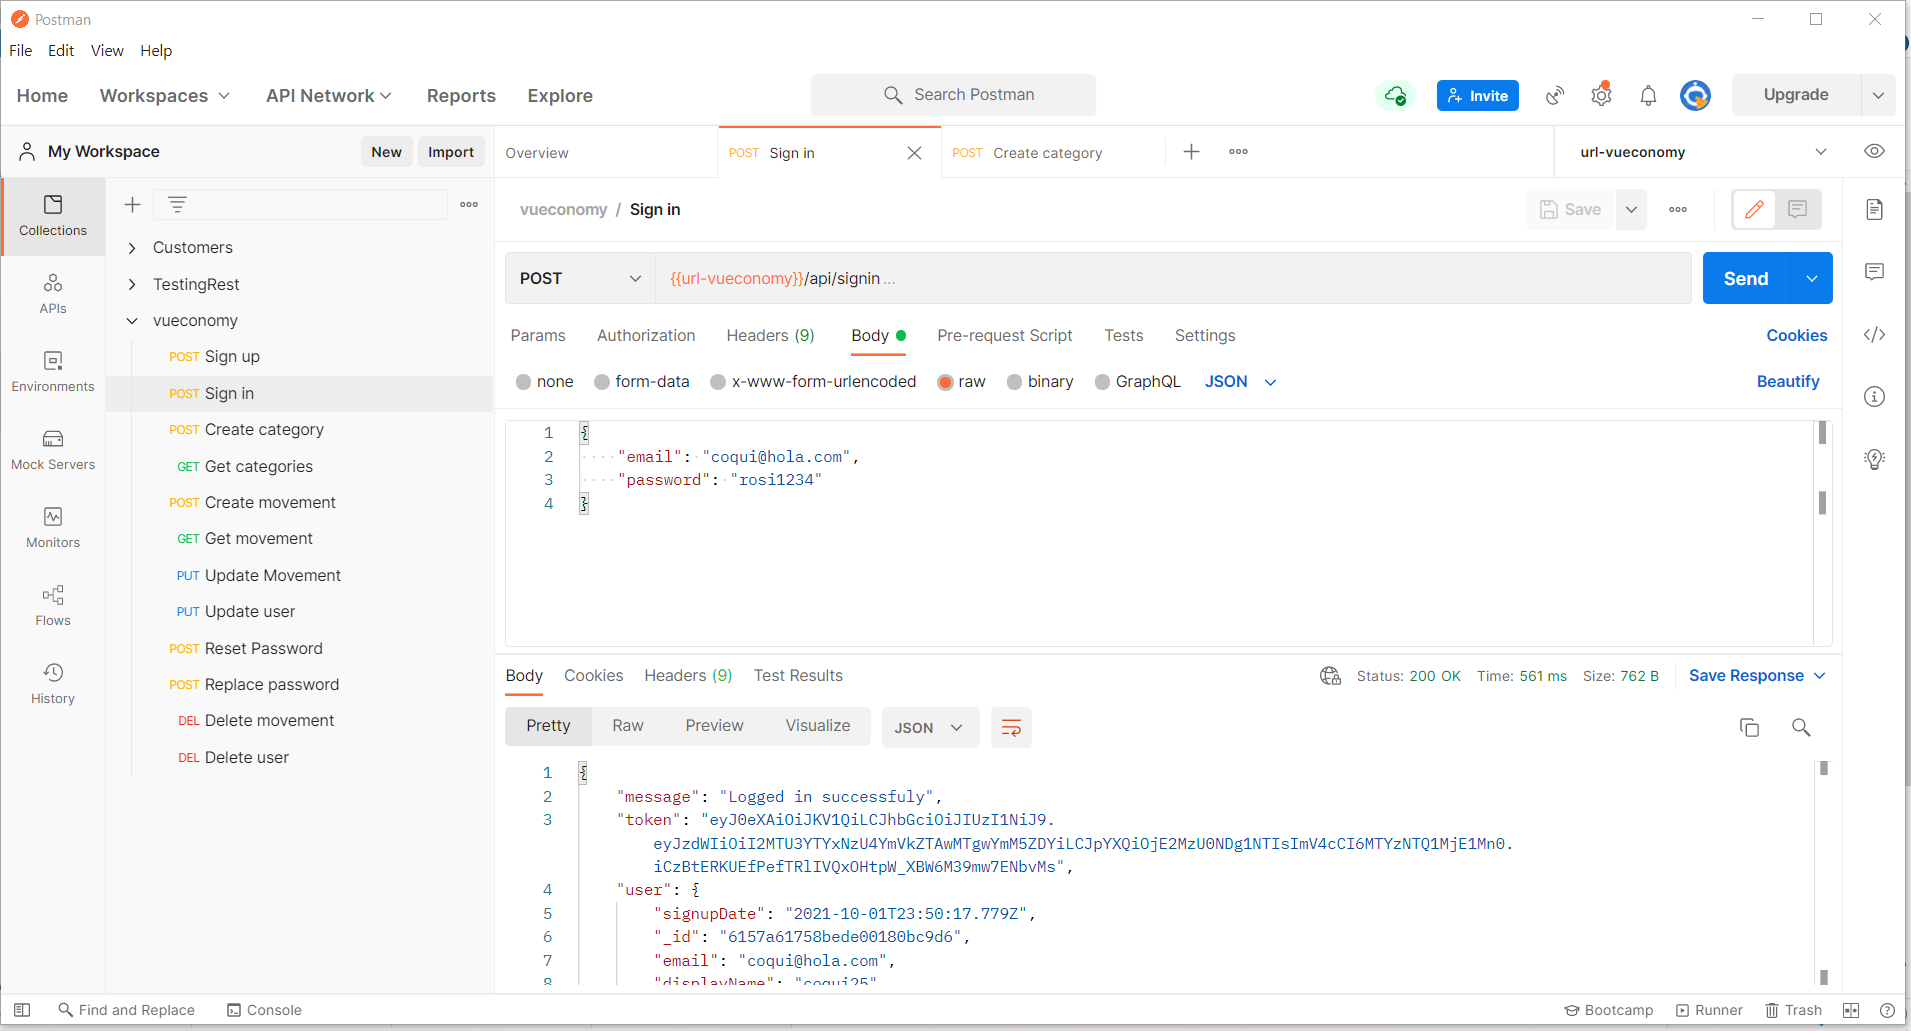 Postman
File Edit View Help
Home Workspaces API Network Reports Explore Search Postman Invite Upgrade
My Workspace New Import
Overview POST Sign in POST Create category url-vueconomy
Collections
APIs
Environments
Mock Servers
Monitors
Flows
History
Customers
TestingRest
vueconomy
POST Sign up
POST Sign in
POST Create category
GET Get categories
POST Create movement
GET Get movement
PUT Update Movement
PUT Update user
POST Reset Password
POST Replace password
DEL Delete movement
DEL Delete user
vueconomy / Sign in Save
POST {{url-vueconomy}}/api/signin ... Send
Params Authorization Headers (9) Body Pre-request Script Tests Settings Cookies
none form-data x-www-form-urlencoded raw binary GraphQL JSON Beautify
1 {
2 "email": "coqui@hola.com",
3 "password": "rosi1234"
4 }
Body Cookies Headers (9) Test Results Status: 200 OK Time: 561 ms Size: 762 B Save Response
Pretty Raw Preview Visualize JSON
1 {
2 "message": "Logged in successfuly",
3 "token": "eyJ0eXAiOiJKV1QiLCJhbGciOiJIUzI1NiJ9.
eyJzdWIiOiI2MTU3YTYxNzU4YmVkZTAwMTgwYmM5ZDYiLCJpYXQiOjE2MzU0NDg1NTIsImV4cCI6MTYzNTQ1MjE1Mn0.
iCzBtERKUEfPefTRlIVQxOHtpW_XBW6M39mw7ENbvMs",
4 "user": {
5 "signupDate": "2021-10-01T23:50:17.779Z",
6 "_id": "6157a61758bede00180bc9d6",
7 "email": "coqui@hola.com",
8 "displayName": "coqui25"
Find and Replace Console Bootcamp Runner Trash